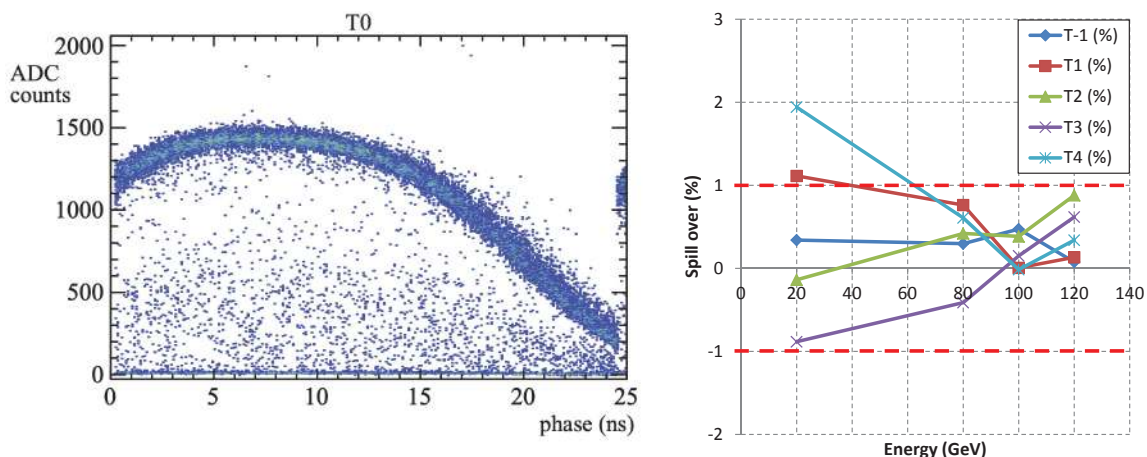 T0
ADC
counts
2000
1500
1000
500
0
0 5 10 15 20 25
phase (ns)
3
2
1
0
-1
-2
Spill over (%)
0 20 40 60 80 100 120 140
Energy (GeV)
T-1 (%)
T1 (%)
T2 (%)
T3 (%)
T4 (%)